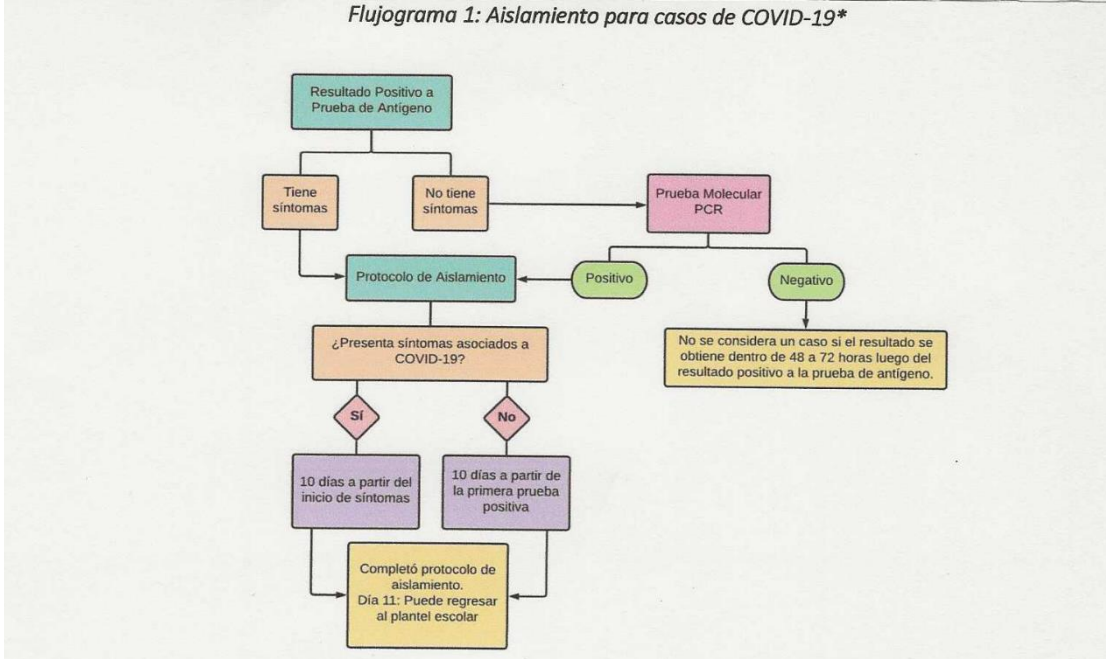 Flujograma 1: Aislamiento para casos de COVID-19*
Resultado Positivo a
Prueba de Antígeno
Tiene
síntomas
No tiene
síntomas
Prueba Molecular
PCR
Protocolo de Aislamiento
Positivo
Negativo
¿Presenta síntomas asociados a
COVID-19?
No se considera un caso si el resultado se
obtiene dentro de 48 a 72 horas luego del
resultado positivo a la prueba de antígeno.
Sí
No
10 días a partir del
inicio de síntomas
10 días a partir de
la primera prueba
positiva
Completó protocolo de
aislamiento.
Día 11: Puede regresar
al plantel escolar